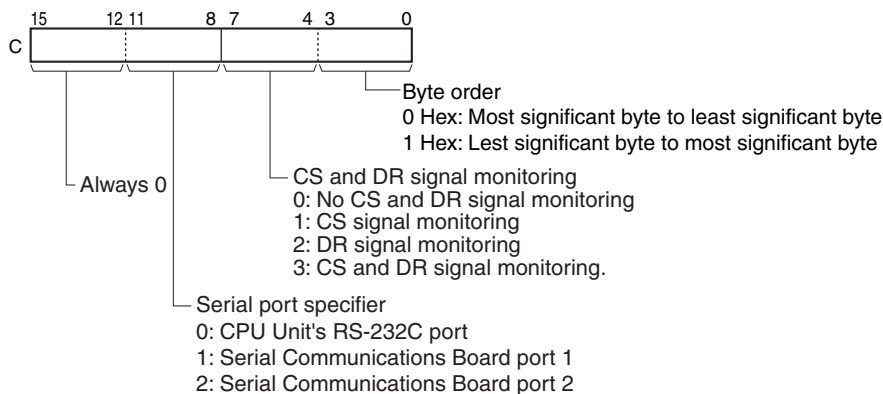 15 12 11 8 7 4 3 0
C
Byte order
0 Hex: Most significant byte to least significant byte
1 Hex: Lest significant byte to most significant byte
Always 0
CS and DR signal monitoring
0: No CS and DR signal monitoring
1: CS signal monitoring
2: DR signal monitoring
3: CS and DR signal monitoring.
Serial port specifier
0: CPU Unit's RS-232C port
1: Serial Communications Board port 1
2: Serial Communications Board port 2